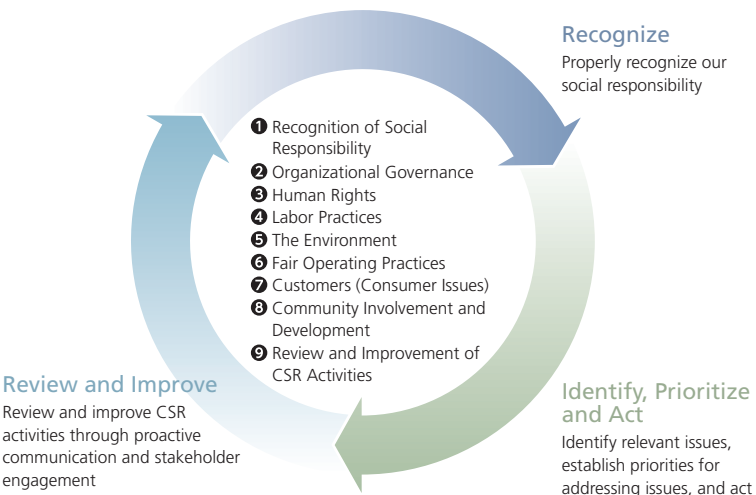 Recognize
Properly recognize our
social responsibility
❶ Recognition of Social
Responsibility
❷ Organizational Governance
❸ Human Rights
❹ Labor Practices
❺ The Environment
❻ Fair Operating Practices
❼ Customers (Consumer Issues)
❽ Community Involvement and
Development
❾ Review and Improvement of
CSR Activities
Review and Improve
Review and improve CSR
activities through proactive
communication and stakeholder
engagement
Identify, Prioritize
and Act
Identify relevant issues,
establish priorities for
addressing issues, and act